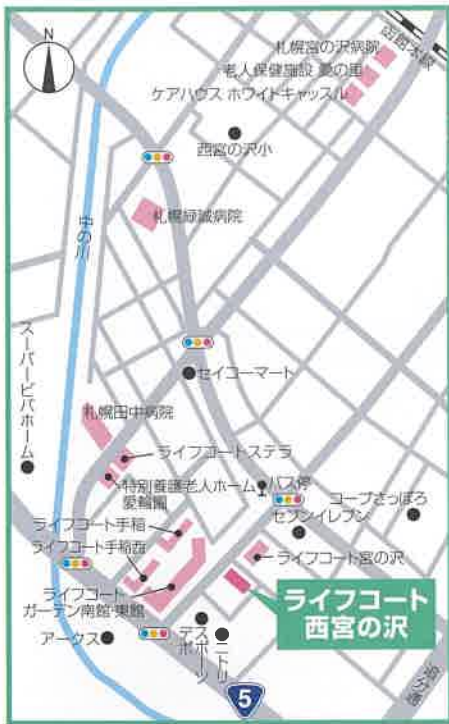 N
函館本線
札幌宮の沢病院
老人保健施設 愛の里
ケアハウス ホワイトキャッスル
西宮の沢小
札幌緑誠病院
中の川
セイコーマート
スーパービバホーム
札幌田中病院
ライフコートステラ
特別養護老人ホーム
愛輪園
バス停
コープさっぽろ
セブンイレブン
ライフコート手稲
ライフコート手稲西
ライフコート宮の沢
ライフコート
ガーデン南館・東館
ライフコート
西宮の沢
アークス
デポ
スポーツ
ニトリ
追分通
5